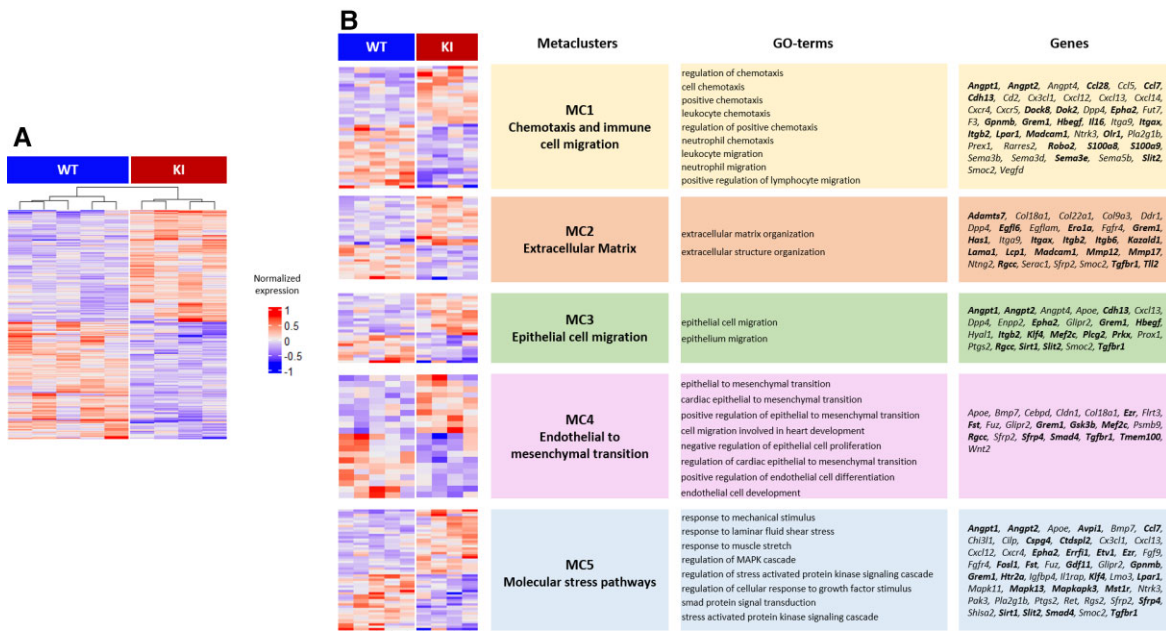 B
WT
KI
Metaclusters
GO-terms
Genes
A
WT
KI
Normalized
expression
1
0.5
0
-0.5
-1
MC1
Chemotaxis and immune
cell migration
regulation of chemotaxis
cell chemotaxis
positive chemotaxis
leukocyte chemotaxis
regulation of positive chemotaxis
neutrophil chemotaxis
leukocyte migration
neutrophil migration
positive regulation of lymphocyte migration
Angpt1, Angpt2, Angpt4, Ccl28, Ccl5, Ccl7,
Cdh13, Cd2, Cx3cl1, Cxcl12, Cxcl13, Cxcl14,
Cxcr4, Cxcr5, Dock8, Dok2, Dpp4, Epha2, Fut7,
F3, Gpnmb, Grem1, Hbegf, Il16, Itga9, Itgax,
Itgb2, Lpar1, Madcam1, Ntrk3, Olr1, Pla2g1b,
Prex1, Rarres2, Robo2, S100a8, S100a9,
Sema3b, Sema3d, Sema3e, Sema5b, Slit2,
Smoc2, Vegfd
MC2
Extracellular Matrix
extracellular matrix organization
extracellular structure organization
Adamts7, Col18a1, Col22a1, Col9a3, Ddr1,
Dpp4, Egfl6, Egflam, Ero1a, Fgfr4, Grem1,
Has1, Itga9, Itgax, Itgb2, Itgb6, Kazald1,
Lama1, Lcp1, Madcam1, Mmp12, Mmp17,
Ntng2, Rgcc, Serac1, Sfrp2, Smoc2, Tgfbr1, Tll2
MC3
Epithelial cell migration
epithelial cell migration
epithelium migration
Angpt1, Angpt2, Angpt4, Apoe, Cdh13, Cxcl13,
Dpp4, Enpp2, Epha2, Glipr2, Grem1, Hbegf,
Hyal1, Itgb2, Klf4, Mef2c, Plcg2, Prkx, Prox1,
Ptgs2, Rgcc, Sirt1, Slit2, Smoc2, Tgfbr1
MC4
Endothelial to
mesenchymal transition
epithelial to mesenchymal transition
cardiac epithelial to mesenchymal transition
positive regulation of epithelial to mesenchymal transition
cell migration involved in heart development
negative regulation of epithelial cell proliferation
regulation of cardiac epithelial to mesenchymal transition
positive regulation of endothelial cell differentiation
endothelial cell development
Apoe, Bmp7, Cebpd, Cldn1, Col18a1, Ezr, Flrt3,
Fst, Fuz, Glipr2, Grem1, Gsk3b, Mef2c, Psmb9,
Rgcc, Sfrp2, Sfrp4, Smad4, Tgfbr1, Tmem100,
Wnt2
MC5
Molecular stress pathways
response to mechanical stimulus
response to laminar fluid shear stress
response to muscle stretch
regulation of MAPK cascade
regulation of stress activated protein kinase signaling cascade
regulation of cellular response to growth factor stimulus
smad protein signal transduction
stress activated protein kinase signaling cascade
Angpt1, Angpt2, Apoe, Avpi1, Bmp7, Ccl7,
Chi3l1, Cilp, Cspg4, Ctdspl2, Cx3cl1, Cxcl13,
Cxcl12, Cxcr4, Epha2, Errfi1, Etv1, Ezr, Fgf9,
Fgfr4, Fosl1, Fst, Fuz, Gdf11, Glipr2, Gpnmb,
Grem1, Htr2a, Igfbp4, Il1rap, Klf4, Lmo3, Lpar1,
Mapk11, Mapk13, Mapkapk3, Mst1r, Ntrk3,
Pak3, Pla2g1b, Ptgs2, Ret, Rgs2, Sfrp2, Sfrp4,
Shisa2, Sirt1, Slit2, Smad4, Smoc2, Tgfbr1